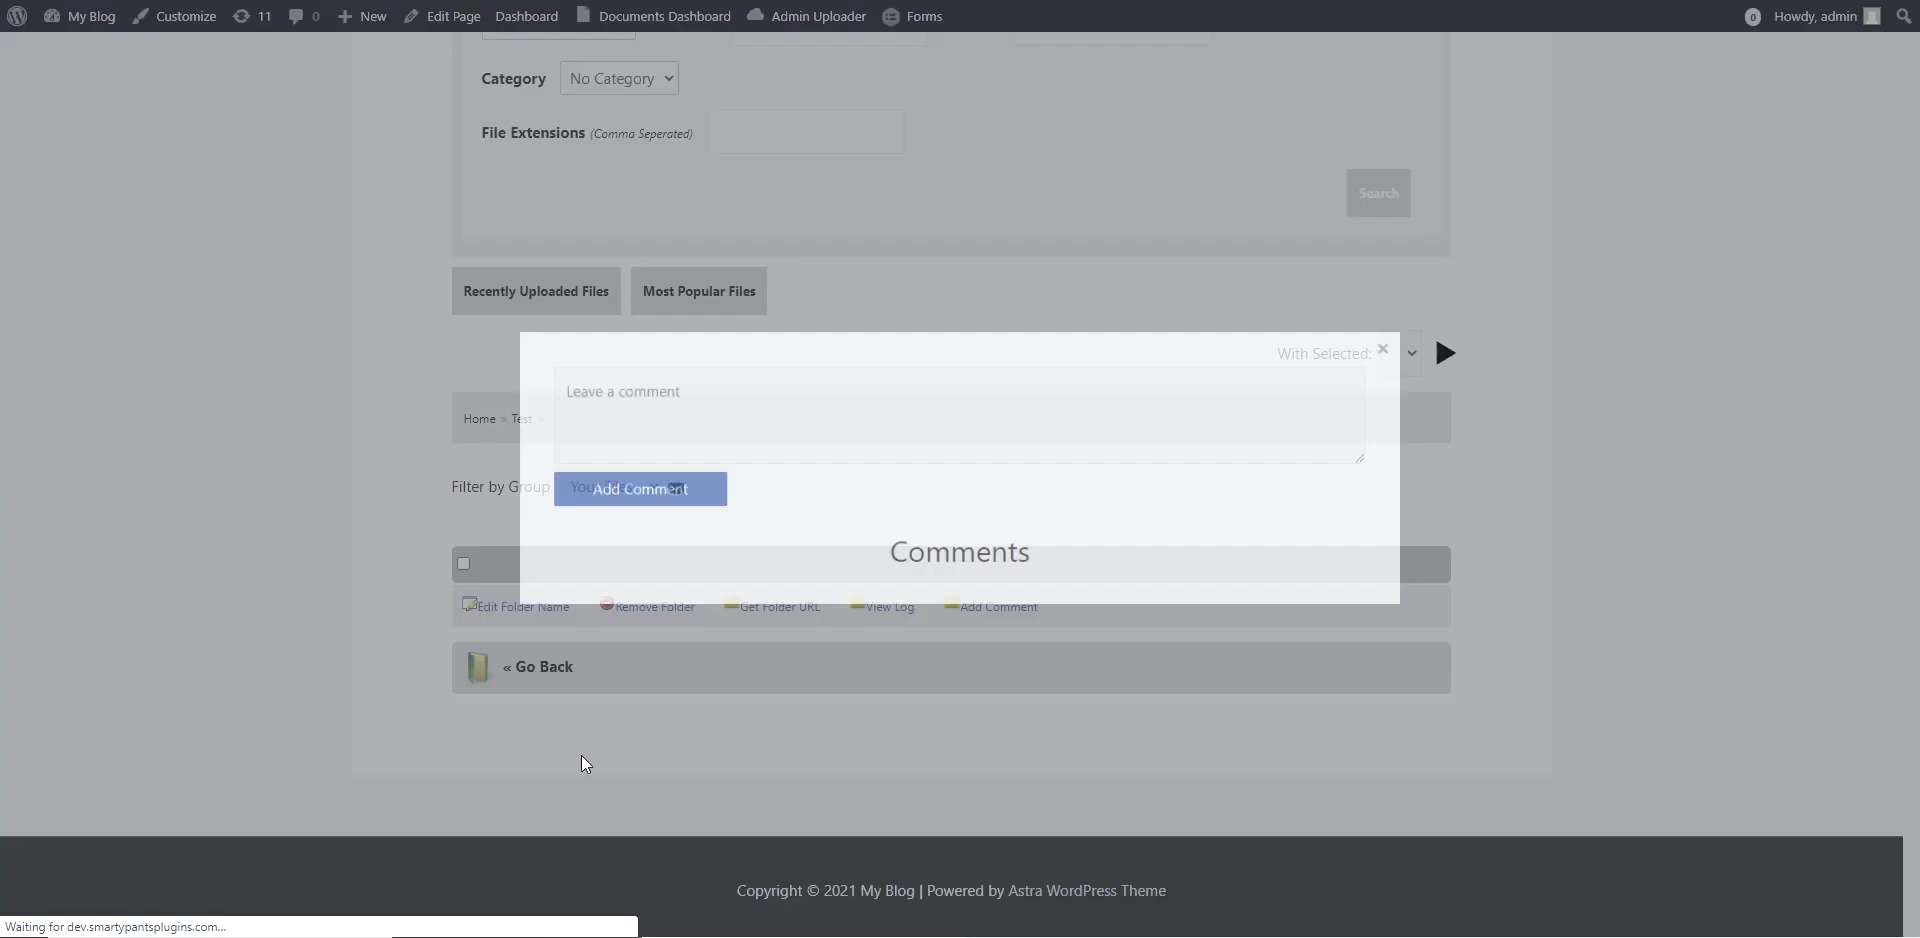 My Blog Customize 11 0 New Edit Page Dashboard Documents Dashboard Admin Uploader Forms 0 Howdy, admin
Category No Category
File Extensions (Comma Seperated)
Search
Recently Uploaded Files Most Popular Files
With Selected: ×
Leave a comment
Home » Test »
Filter by Group
Add Comment
Comments
Edit Folder Name Remove Folder Get Folder URL View Log Add Comment
« Go Back
Copyright © 2021 My Blog | Powered by Astra WordPress Theme
Waiting for dev.smartypantsplugins.com...